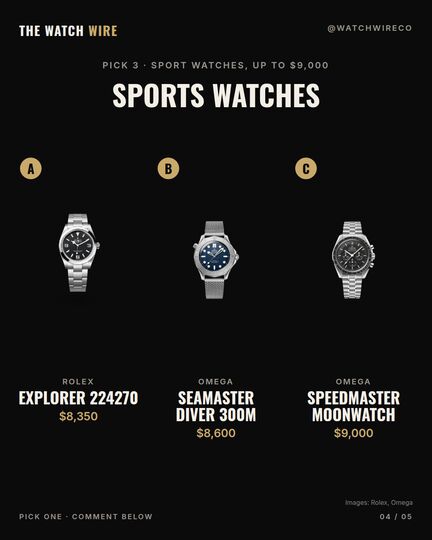 THE WATCH WIRE
@WATCHWIRECO
PICK 3 · SPORT WATCHES, UP TO $9,000
SPORTS WATCHES
A
B
C
ROLEX
EXPLORER 224270
$8,350
OMEGA
SEAMASTER
DIVER 300M
$8,600
OMEGA
SPEEDMASTER
MOONWATCH
$9,000
Images: Rolex, Omega
PICK ONE · COMMENT BELOW
04 / 05